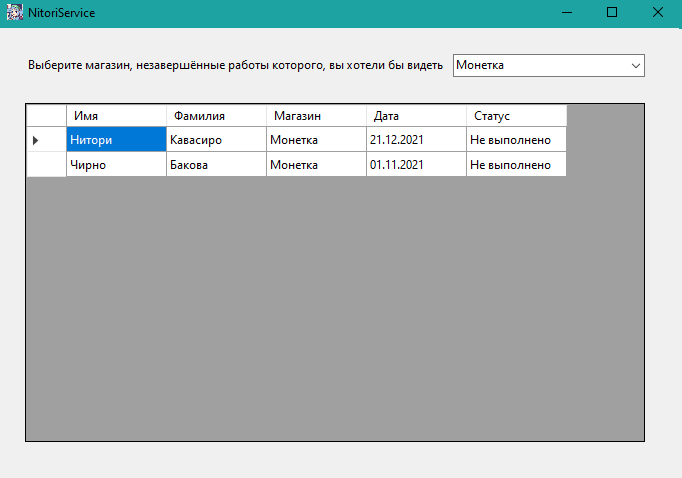 NitoriService
Выберите магазин, незавершённые работы которого, вы хотели бы видеть Монетка
Имя Фамилия Магазин Дата Статус
Нитори Кавасиро Монетка 21.12.2021 Не выполнено
Чирно Бакова Монетка 01.11.2021 Не выполнено